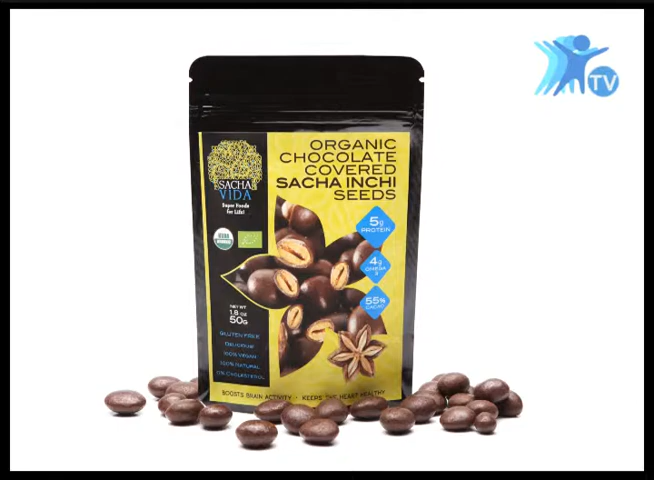 TV
ORGANIC
CHOCOLATE
COVERED
SACHA INCHI
SEEDS
SACHA
VIDA
Super Foods
for Life!
5g
PROTEIN
4g
OMEGA
3
55%
CACAO
USDA
ORGANIC
NET WT
1.8 OZ
50G
GLUTEN FREE
100% VEGAN
100% NATURAL
0% CHOLESTEROL
BOOSTS BRAIN ACTIVITY · KEEPS THE HEART HEALTHY